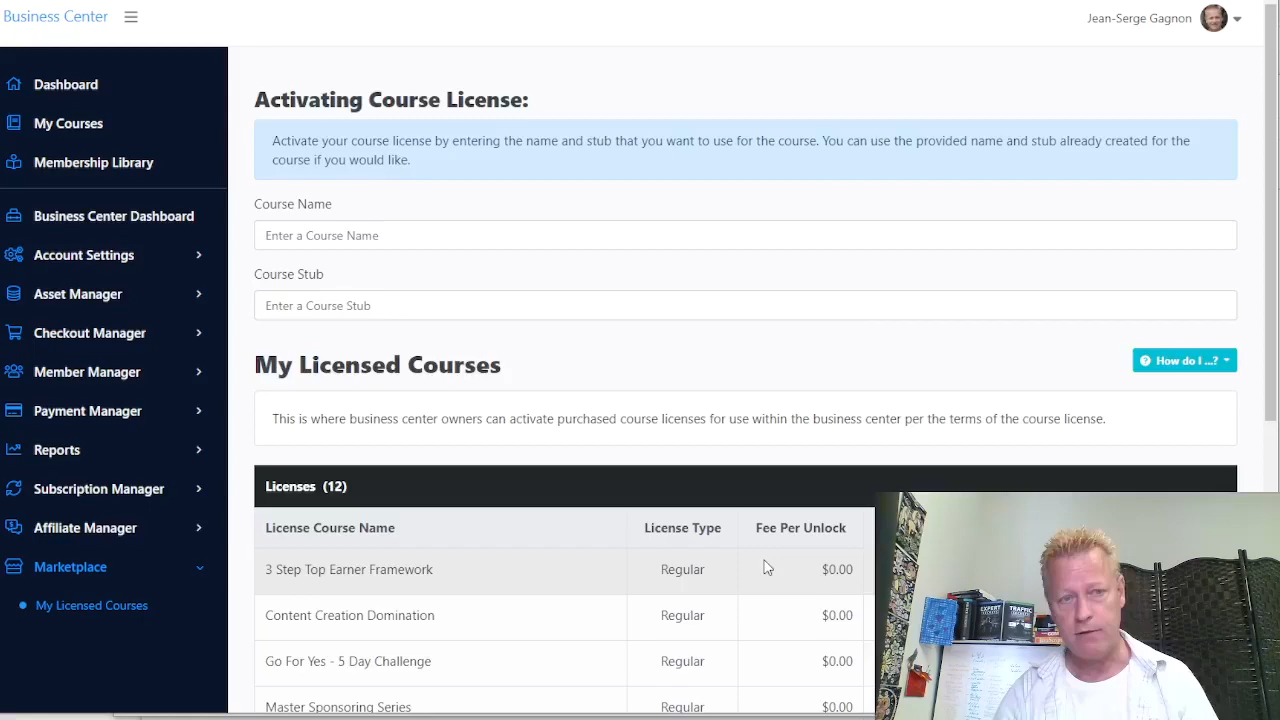 Business Center
Jean-Serge Gagnon
Dashboard
My Courses
Membership Library
Business Center Dashboard
Account Settings
Asset Manager
Checkout Manager
Member Manager
Payment Manager
Reports
Subscription Manager
Affiliate Manager
Marketplace
My Licensed Courses
Activating Course License:
Activate your course license by entering the name and stub that you want to use for the course. You can use the provided name and stub already created for the
course if you would like.
Course Name
Enter a Course Name
Course Stub
Enter a Course Stub
My Licensed Courses
How do I ...?
This is where business center owners can activate purchased course licenses for use within the business center per the terms of the course license.
Licenses (12)
License Course Name License Type Fee Per Unlock
3 Step Top Earner Framework Regular $0.00
Content Creation Domination Regular $0.00
Go For Yes - 5 Day Challenge Regular $0.00
Master Sponsoring Series Regular $0.00
EXPERT
TRAFFIC